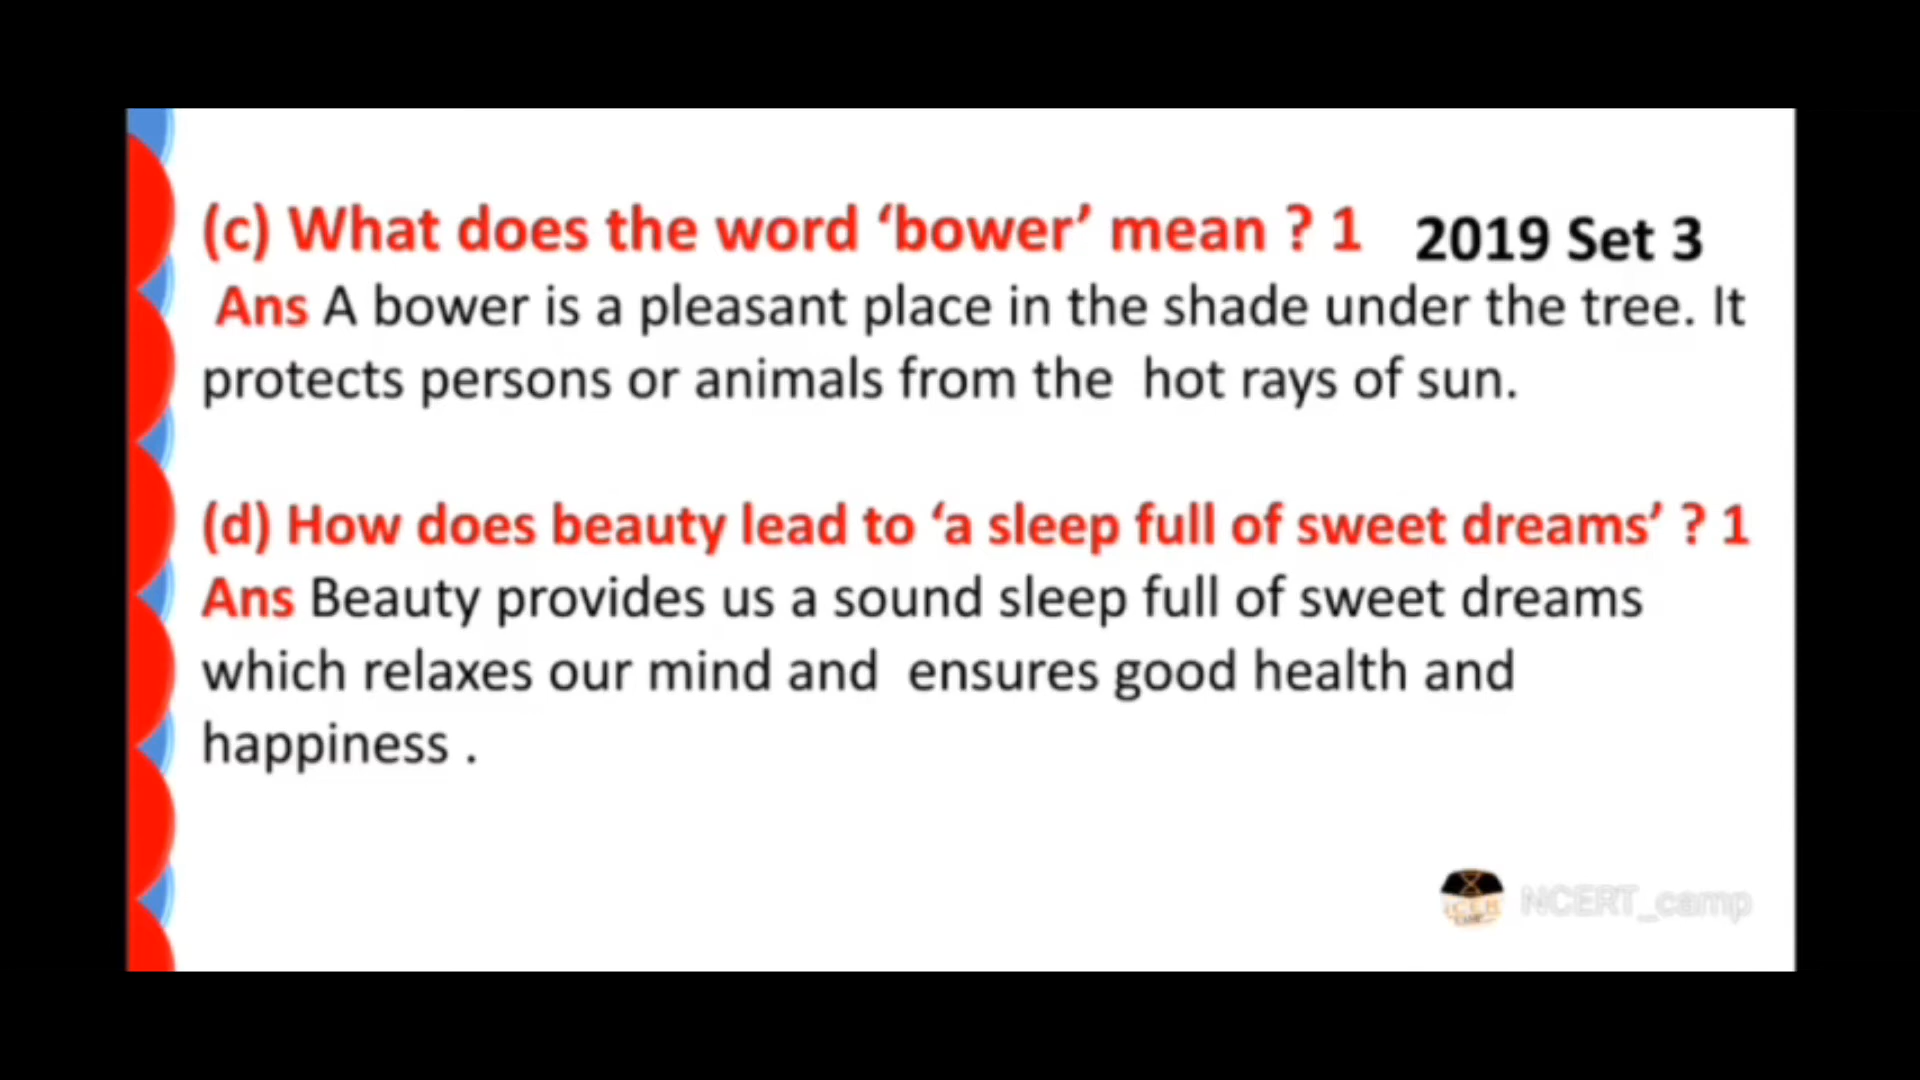 (c) What does the word ‘bower’ mean ? 1 2019 Set 3
Ans A bower is a pleasant place in the shade under the tree. It
protects persons or animals from the hot rays of sun.
(d) How does beauty lead to ‘a sleep full of sweet dreams’ ? 1
Ans Beauty provides us a sound sleep full of sweet dreams
which relaxes our mind and ensures good health and
happiness .
NCERT_camp